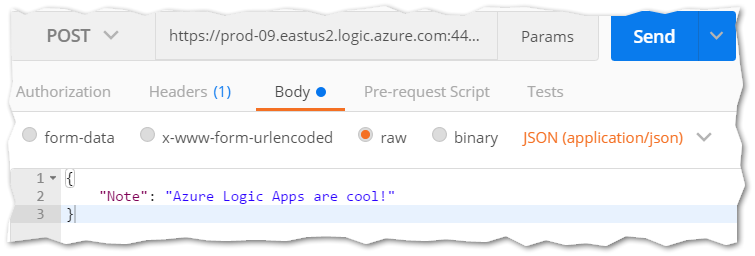 POST https://prod-09.eastus2.logic.azure.com:44... Params Send
Authorization Headers (1) Body Pre-request Script Tests
form-data x-www-form-urlencoded raw binary JSON (application/json)
1 {
2 "Note": "Azure Logic Apps are cool!"
3 }